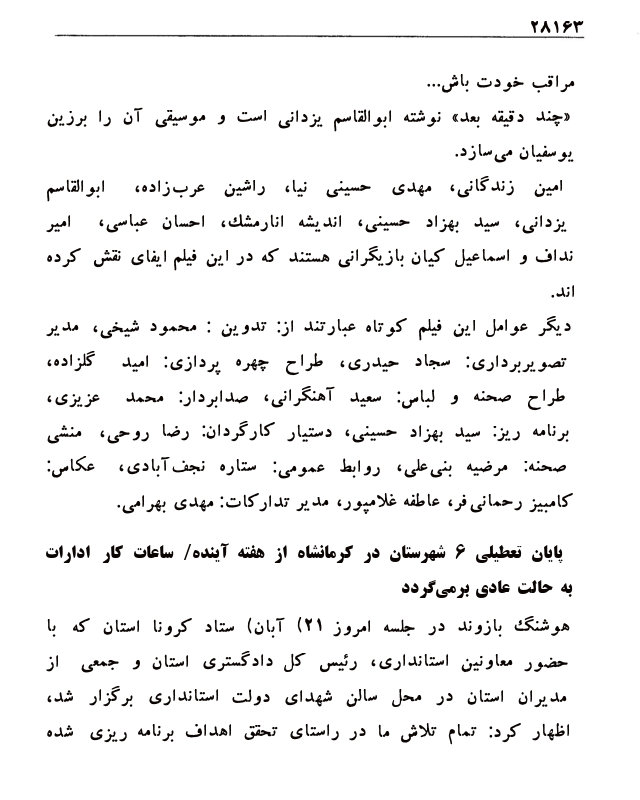 ۲۸۱۶۳
مراقب خودت باش...
«چند دقیقه بعد» نوشته ابوالقاسم یزدانی است و موسیقی آن را برزین
یوسفیان می‌سازد.
امین زندگانی، مهدی حسینی نیا، راشین عرب‌زاده، ابوالقاسم
یزدانی، سید بهزاد حسینی، اندیشه انارمشك، احسان عباسی، امیر
نداف و اسماعیل کیان بازیگرانی هستند که در این فیلم ایفای نقش کرده
اند.
دیگر عوامل این فیلم کوتاه عبارتند از: تدوین : محمود شیخی، مدیر
تصویربرداری: سجاد حیدری، طراح چهره پردازی: امید گلزاده،
طراح صحنه و لباس: سعید آهنگرانی، صدابردار: محمد عزیزی،
برنامه ریز: سید بهزاد حسینی، دستیار کارگردان: رضا روحی، منشی
صحنه: مرضیه بنی‌علی، روابط عمومی: ستاره نجف‌آبادی، عکاس:
کامبیز رحمانی‌فر، عاطفه غلامپور، مدیر تدارکات: مهدی بهرامی.
پایان تعطیلی ۶ شهرستان در کرمانشاه از هفته آینده/ ساعات کار ادارات
به حالت عادی برمی‌گردد
هوشنگ بازوند در جلسه امروز ۲۱) آبان) ستاد کرونا استان که با
حضور معاونین استانداری، رئیس کل دادگستری استان و جمعی از
مدیران استان در محل سالن شهدای دولت استانداری برگزار شد،
اظهار کرد: تمام تلاش ما در راستای تحقق اهداف برنامه ریزی شده